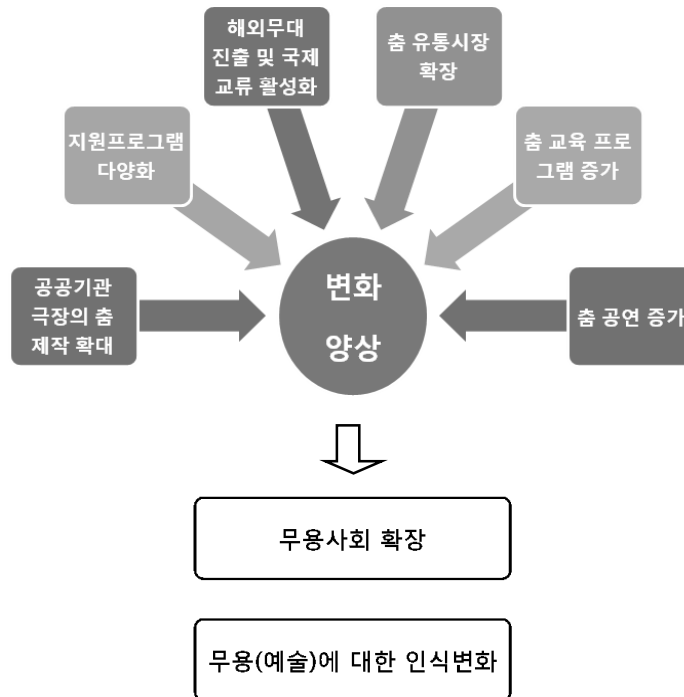 해외무대
진출 및 국제
교류 활성화
춤 유통시장
확장
지원프로그램
다양화
춤 교육 프로
그램 증가
공공기관
극장의 춤
제작 확대
변화
양상
춤 공연 증가
무용사회 확장
무용(예술)에 대한 인식변화